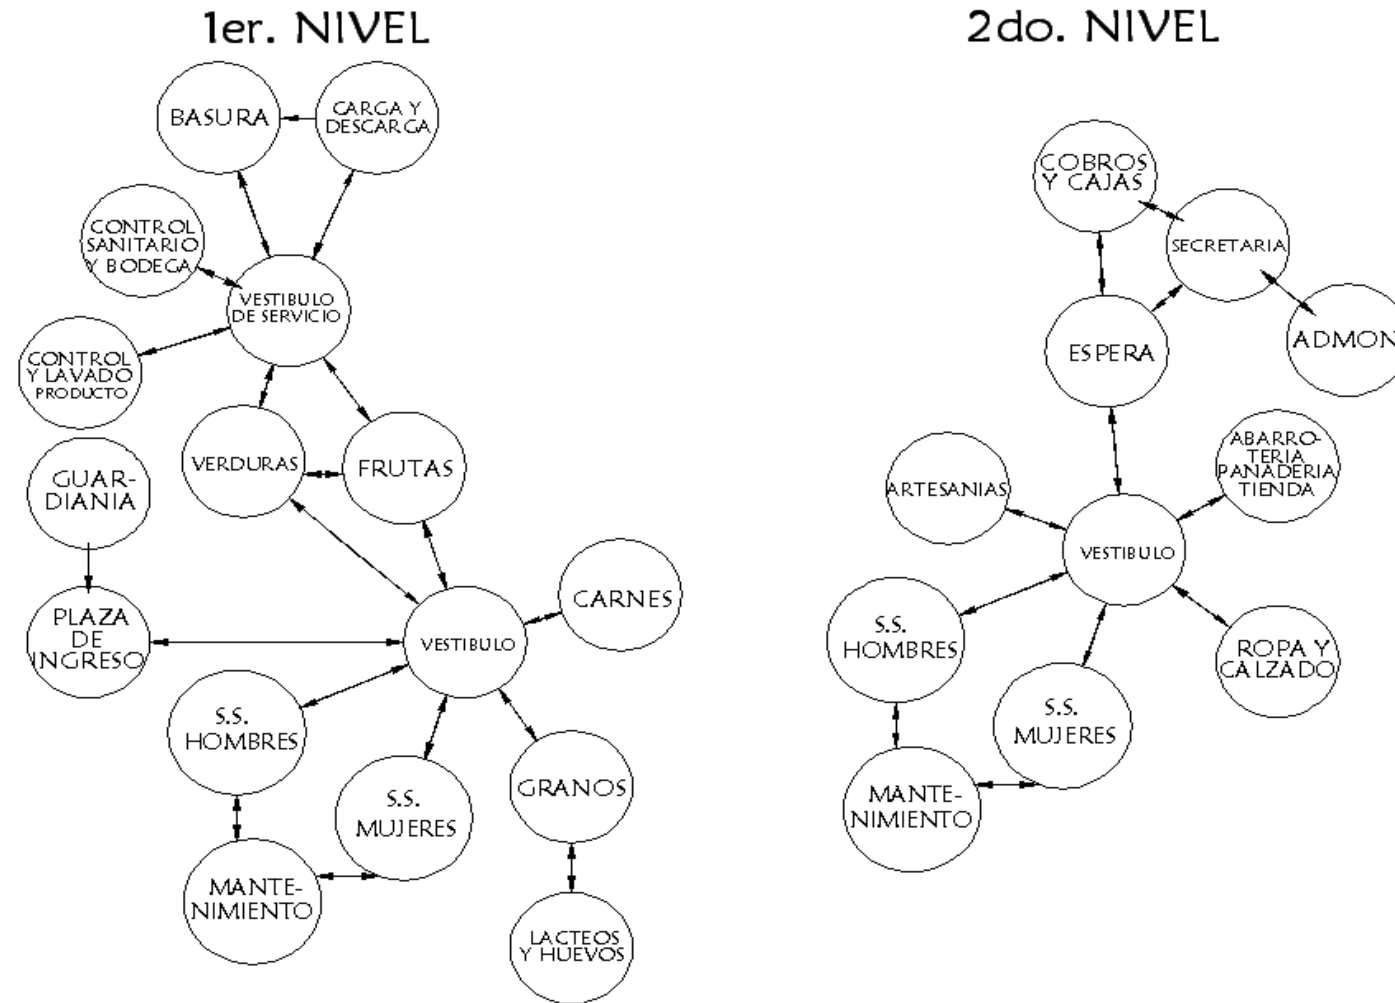 1er. NIVEL
BASURA
CARGA Y
DESCARGA
CONTROL
SANITARIO
Y BODEGA
VESTIBULO
DE SERVICIO
CONTROL
Y LAVADO
PRODUCTO
VERDURAS
FRUTAS
GUAR-
DIANIA
PLAZA
DE
INGRESO
VESTIBULO
CARNES
S.S.
HOMBRES
S.S.
MUJERES
GRANOS
MANTE-
NIMIENTO
LACTEOS
Y HUEVOS
2do. NIVEL
COBROS
Y CAJAS
SECRETARIA
ADMON
ESPERA
ABARRO-
TERIA
PANADERIA
TIENDA
ARTESANIAS
VESTIBULO
S.S.
HOMBRES
ROPA Y
CALZADO
S.S.
MUJERES
MANTE-
NIMIENTO